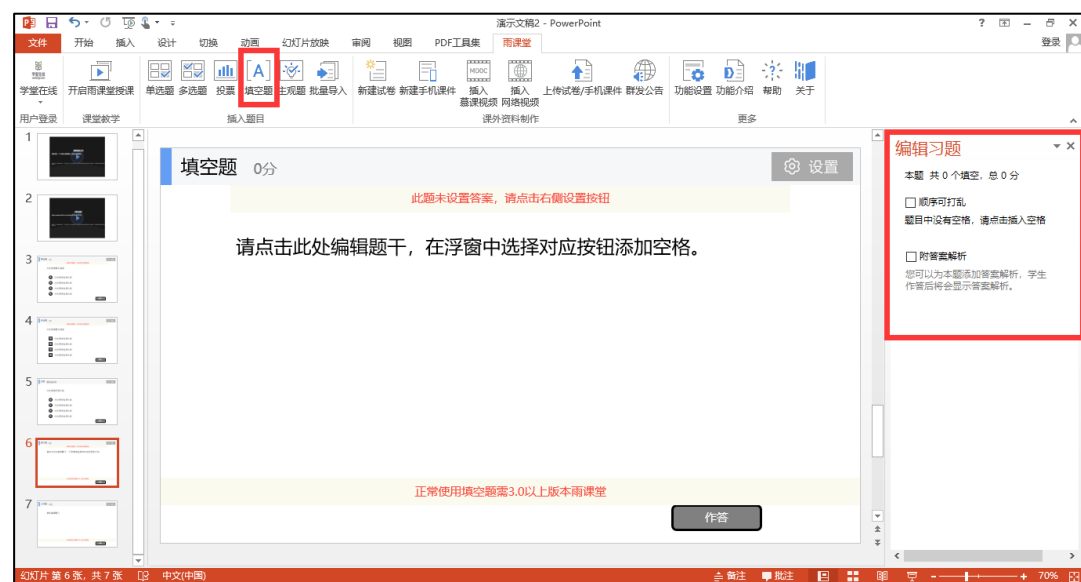 演示文稿2 - PowerPoint
文件 开始 插入 设计 切换 动画 幻灯片放映 审阅 视图 PDF工具集 雨课堂 登录
学堂在线 开启雨课堂授课 单选题 多选题 投票 填空题 主观题 批量导入 新建试卷 新建手机课件 插入 慕课视频 插入 网络视频 上传试卷/手机课件 群发公告 功能设置 功能介绍 帮助 关于
MOOC
用户登录 课堂教学 插入题目 课外资料制作 更多
1
2
3
4
5
6
7
填空题 0分 设置
此题未设置答案，请点击右侧设置按钮
请点击此处编辑题干，在浮窗中选择对应按钮添加空格。
正常使用填空题需3.0以上版本雨课堂
作答
编辑习题
本题 共 0 个填空，总 0 分
顺序可打乱
题目中没有空格，请点击插入空格
附答案解析
您可以为本题添加答案解析，学生
作答后将会显示答案解析。
幻灯片 第 6 张，共 7 张 中文(中国) 备注 批注 70%